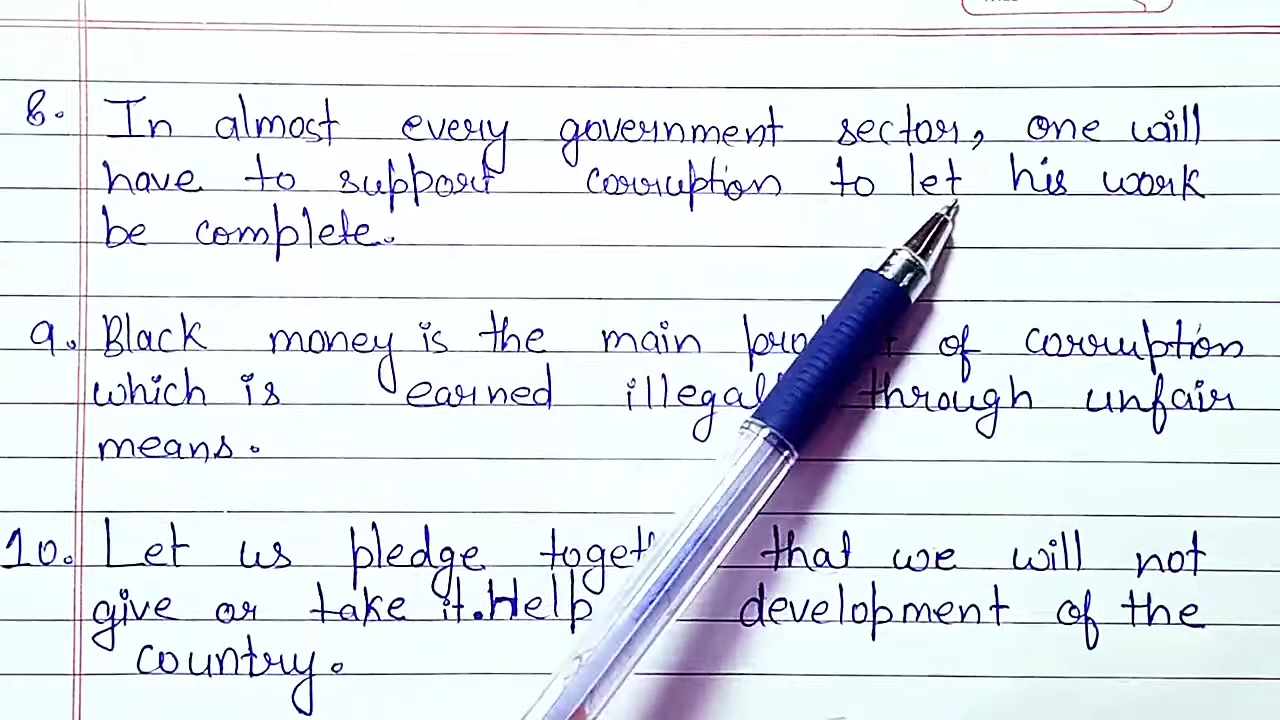 8. In almost every government sector, one will
have to support corruption to let his work
be complete.
9. Black money is the main of corruption
which is earned through unfair
means.
10. Let us pledge that we will not
give or take it. Help development of the
country.